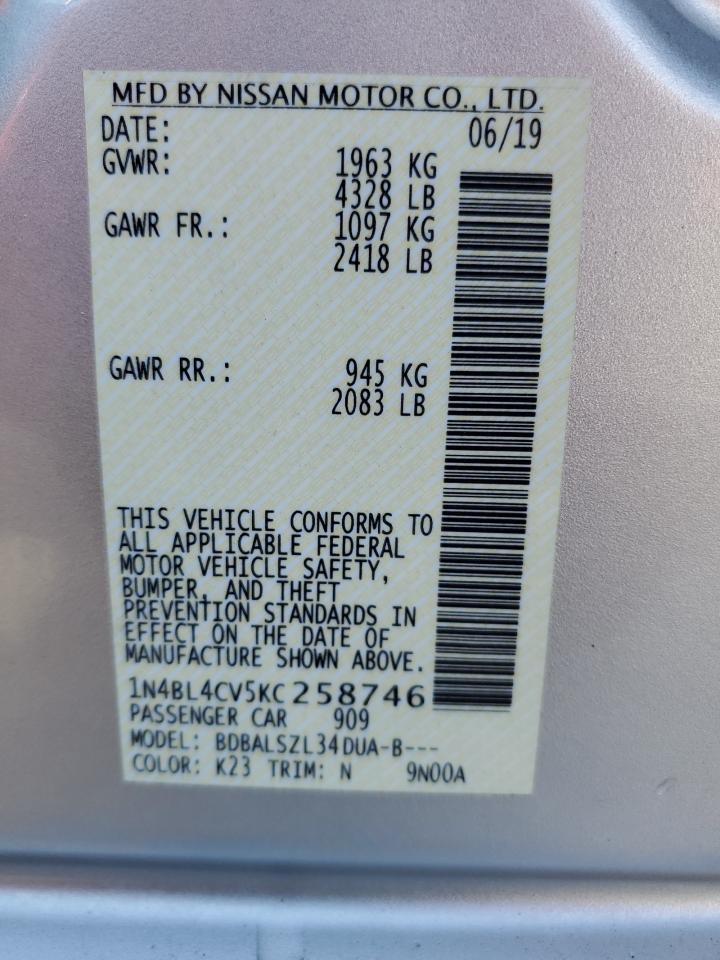 MFD BY NISSAN MOTOR CO., LTD.
DATE: 06/19
GVWR: 1963 KG
4328 LB
GAWR FR.: 1097 KG
2418 LB
GAWR RR.: 945 KG
2083 LB
THIS VEHICLE CONFORMS TO
ALL APPLICABLE FEDERAL
MOTOR VEHICLE SAFETY,
BUMPER, AND THEFT
PREVENTION STANDARDS IN
EFFECT ON THE DATE OF
MANUFACTURE SHOWN ABOVE.
1N4BL4CV5KC258746
PASSENGER CAR 909
MODEL: BDBALSZL34DUA-B---
COLOR: K23 TRIM: N 9N00A